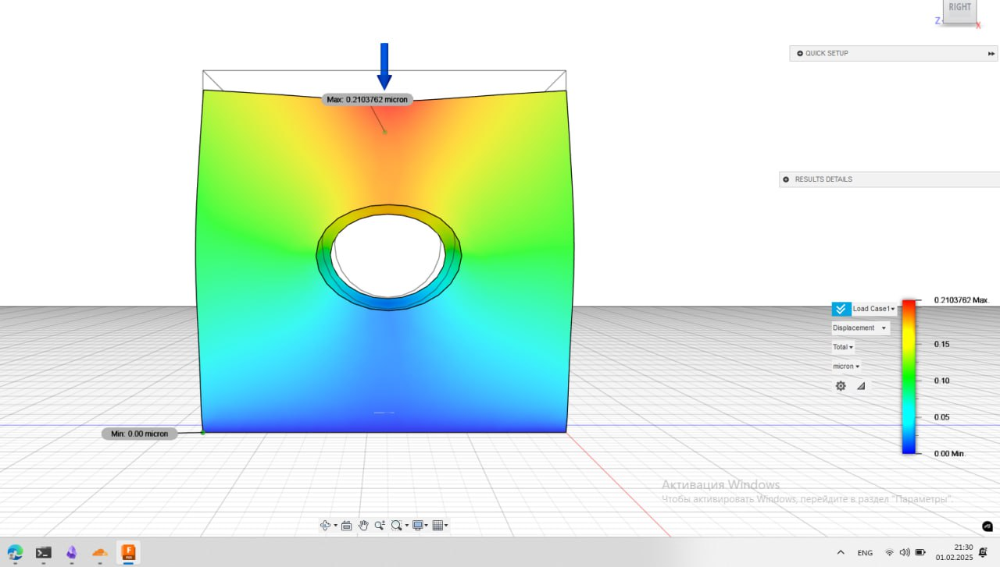 RIGHT
Z
X
QUICK SETUP
Max: 0.2103762 micron
RESULTS DETAILS
0.2103762 Max.
Load Case1
Displacement
0.15
Total
micron
0.10
0.05
Min: 0.00 micron
0.00 Min.
Активация Windows
Чтобы активировать Windows, перейдите в раздел "Параметры".
ENG
21:30
01.02.2025